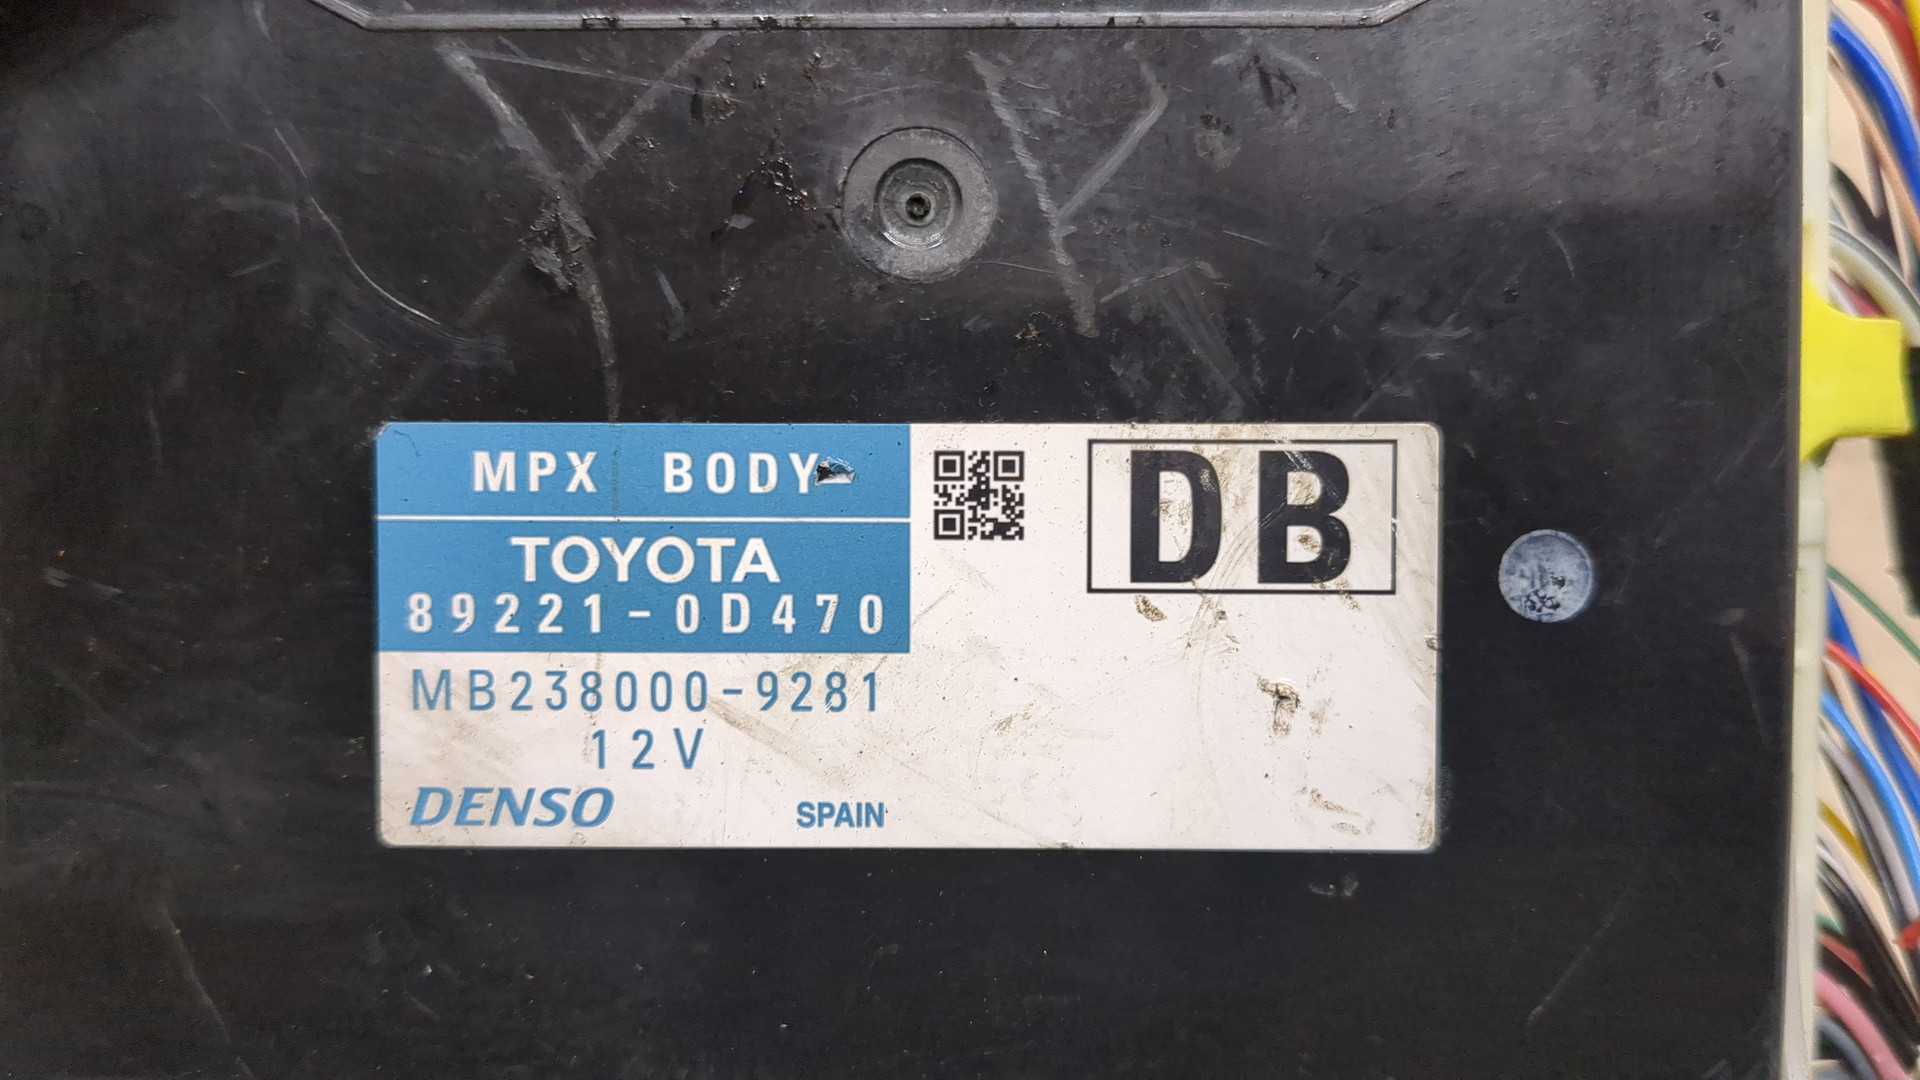 MPX BODY
TOYOTA
89221-0D470
MB238000-9281
12V
DENSO
SPAIN
DB